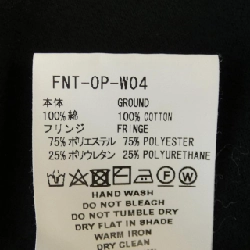 FNT-OP-W04
本体 GROUND
100%綿 100% COTTON
フリンジ FRINGE
75%ポリエステル 75% POLYESTER
25%ポリウレタン 25% POLYURETHANE
HAND WASH
DO NOT BLEACH
DO NOT TUMBLE DRY
DRY FLAT IN SHADE
WARM IRON
DRY CLEAN